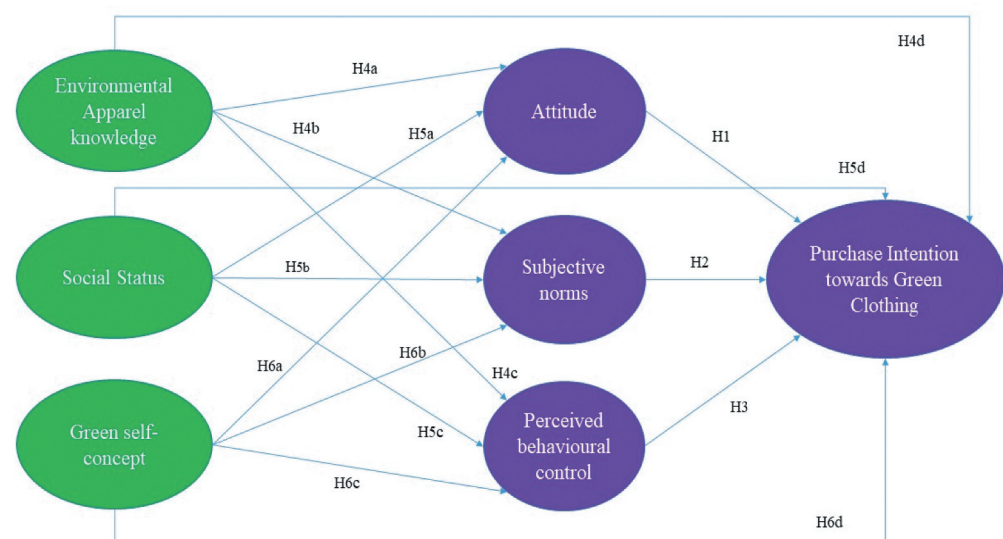 H4d
Environmental
Apparel
knowledge
H4a
H4b
H5a
Attitude
H1
H5d
Social Status
H5b
Subjective
norms
H2
Purchase Intention
towards Green
Clothing
H6a
H6b
H4c
Green self-
concept
H5c
H6c
Perceived
behavioural
control
H3
H6d